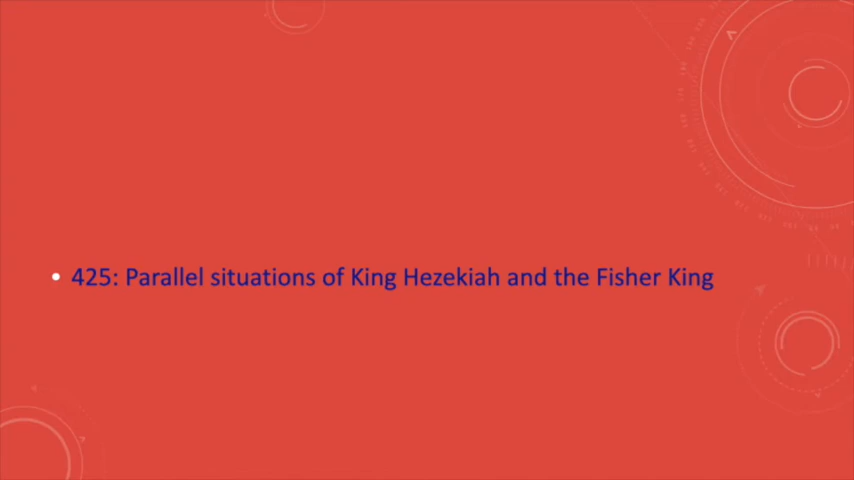 • 425: Parallel situations of King Hezekiah and the Fisher King